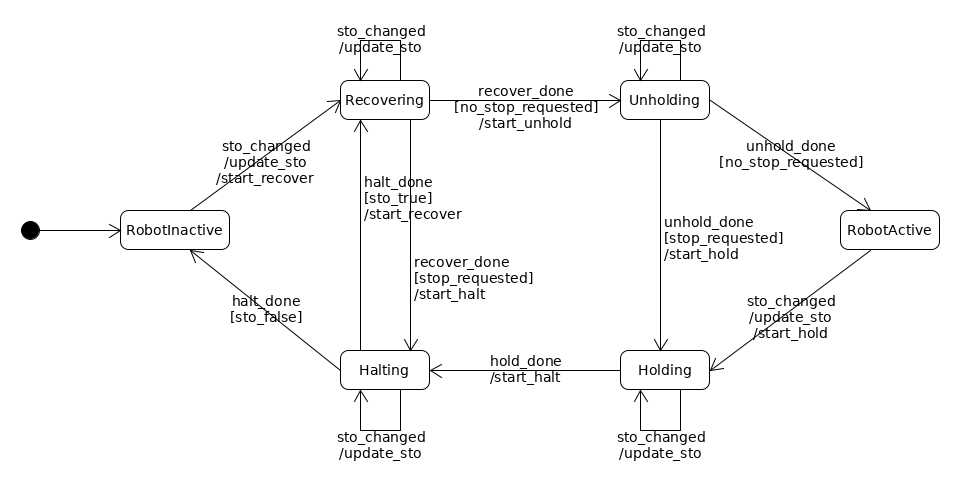 sto_changed
/update_sto
sto_changed
/update_sto
Recovering
recover_done
[no_stop_requested]
/start_unhold
Unholding
sto_changed
/update_sto
/start_recover
unhold_done
[no_stop_requested]
halt_done
[sto_true]
/start_recover
RobotInactive
RobotActive
unhold_done
[stop_requested]
/start_hold
recover_done
[stop_requested]
/start_halt
halt_done
[sto_false]
sto_changed
/update_sto
/start_hold
Halting
hold_done
/start_halt
Holding
sto_changed
/update_sto
sto_changed
/update_sto